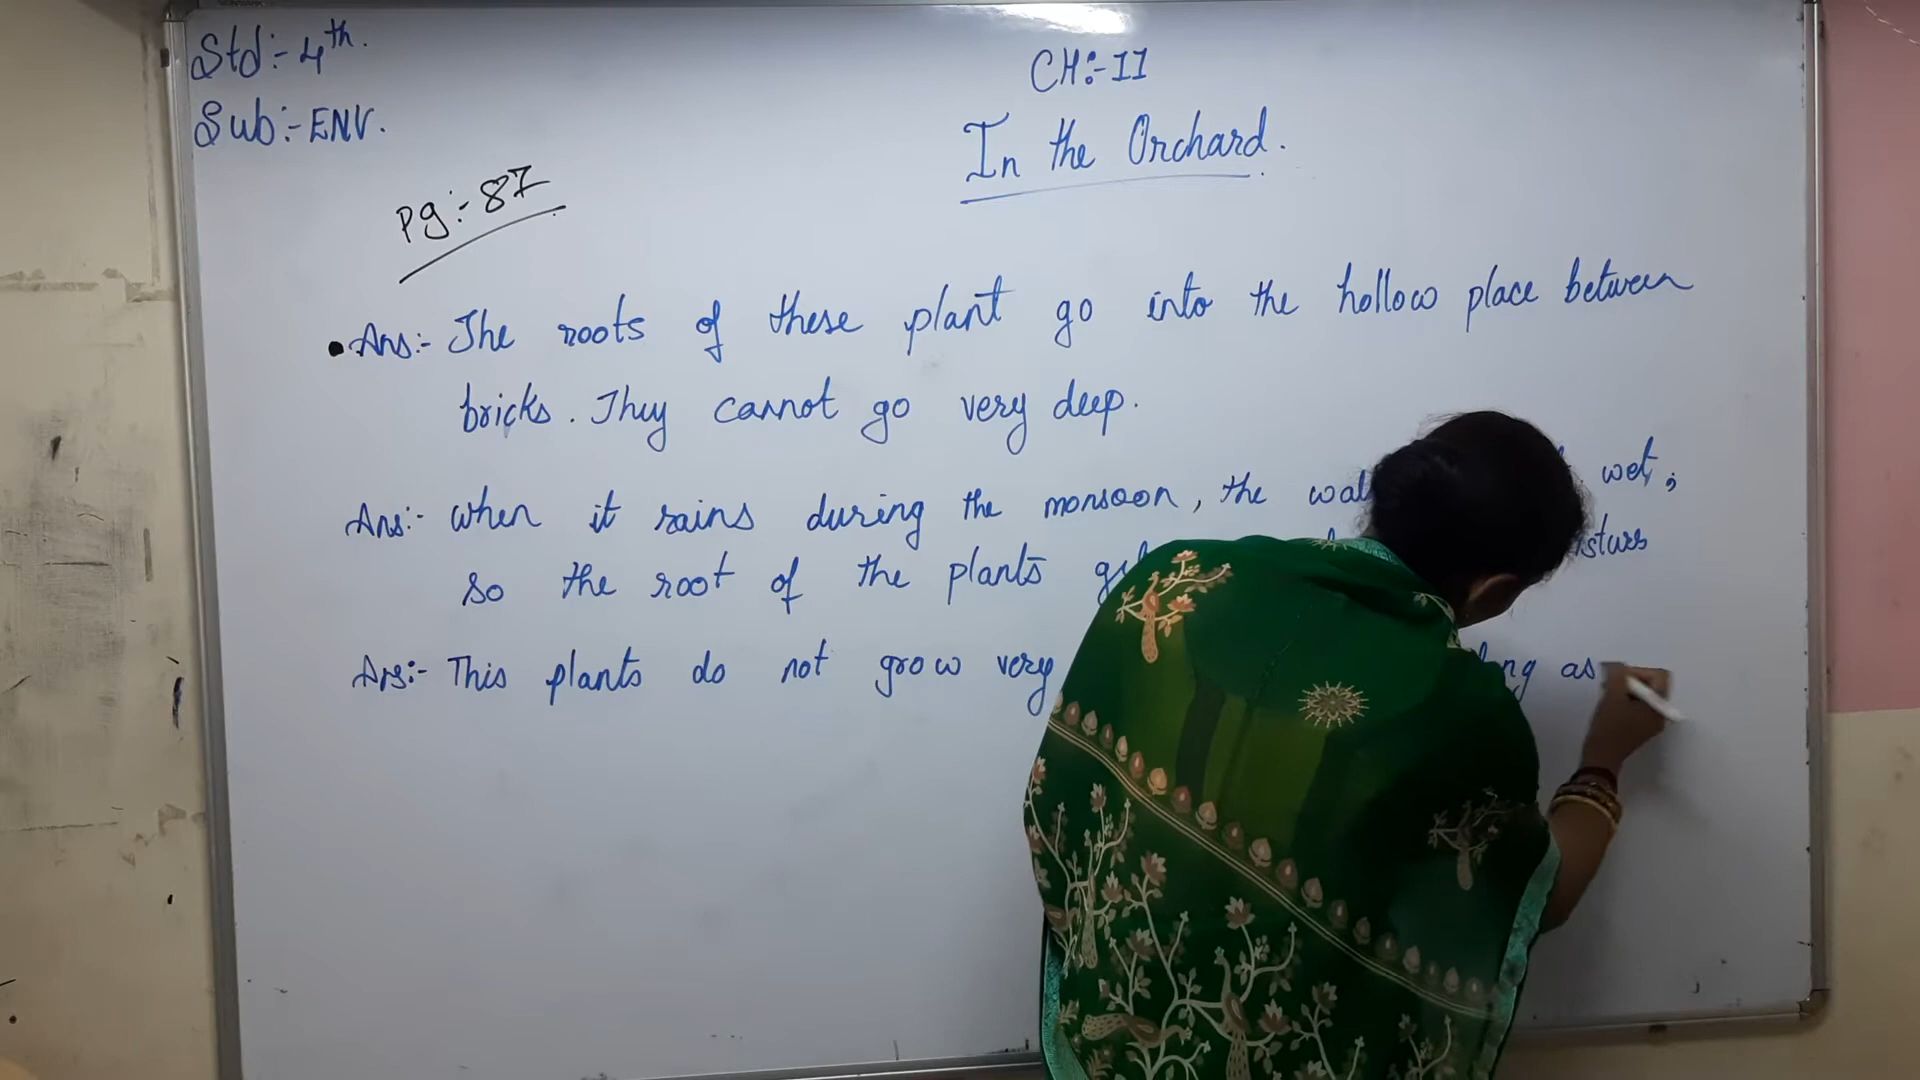 Std:- 4th.
Sub:- ENV.
CH:- 11
In the Orchard.
Pg:- 87
Ans:- The roots of these plant go into the hollow place between
bricks. They cannot go very deep.
Ans:- when it rains during the monsoon, the wet,
so the root of the plants
Ans:- This plants do not grow very as